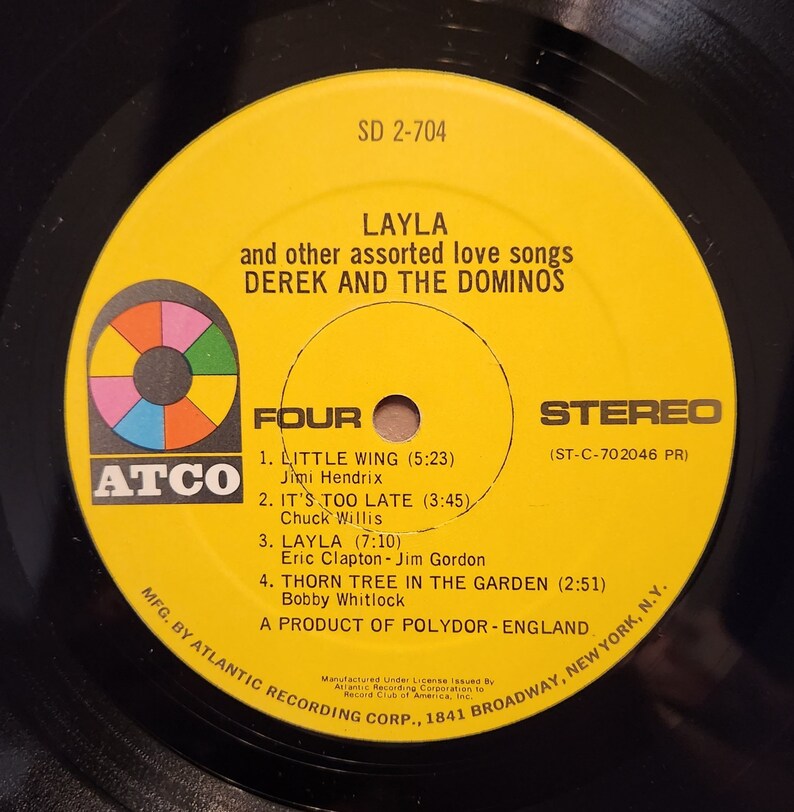 SD 2-704
LAYLA
and other assorted love songs
DEREK AND THE DOMINOS
ATCO
FOUR
STEREO
(ST-C-702046 PR)
1. LITTLE WING (5:23)
Jimi Hendrix
2. IT'S TOO LATE (3:45)
Chuck Willis
3. LAYLA (7:10)
Eric Clapton - Jim Gordon
4. THORN TREE IN THE GARDEN (2:51)
Bobby Whitlock
A PRODUCT OF POLYDOR - ENGLAND
Manufactured Under License Issued By
Atlantic Recording Corporation to
Record Club of America, Inc.
MFG. BY ATLANTIC RECORDING CORP., 1841 BROADWAY, NEW YORK, N.Y.